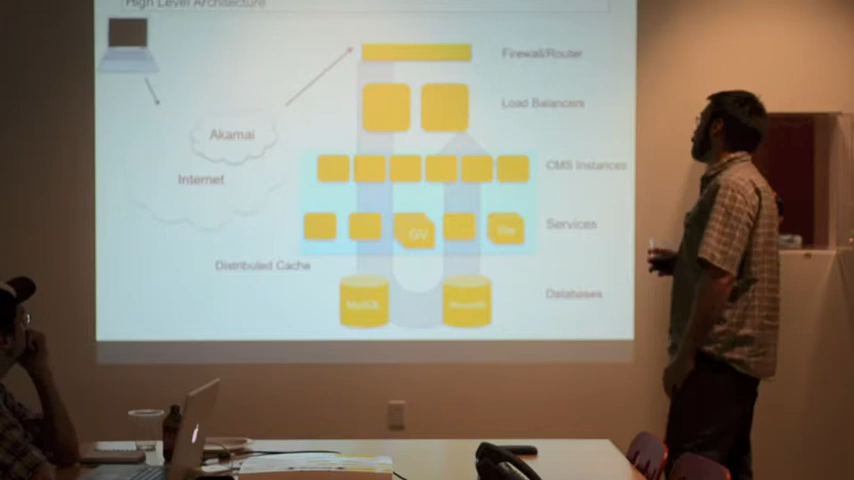 High Level Architecture
Firewall/Router
Load Balancers
Akamai
CMS Instances
Internet
Services
GV
Distributed Cache
Databases
MySQL